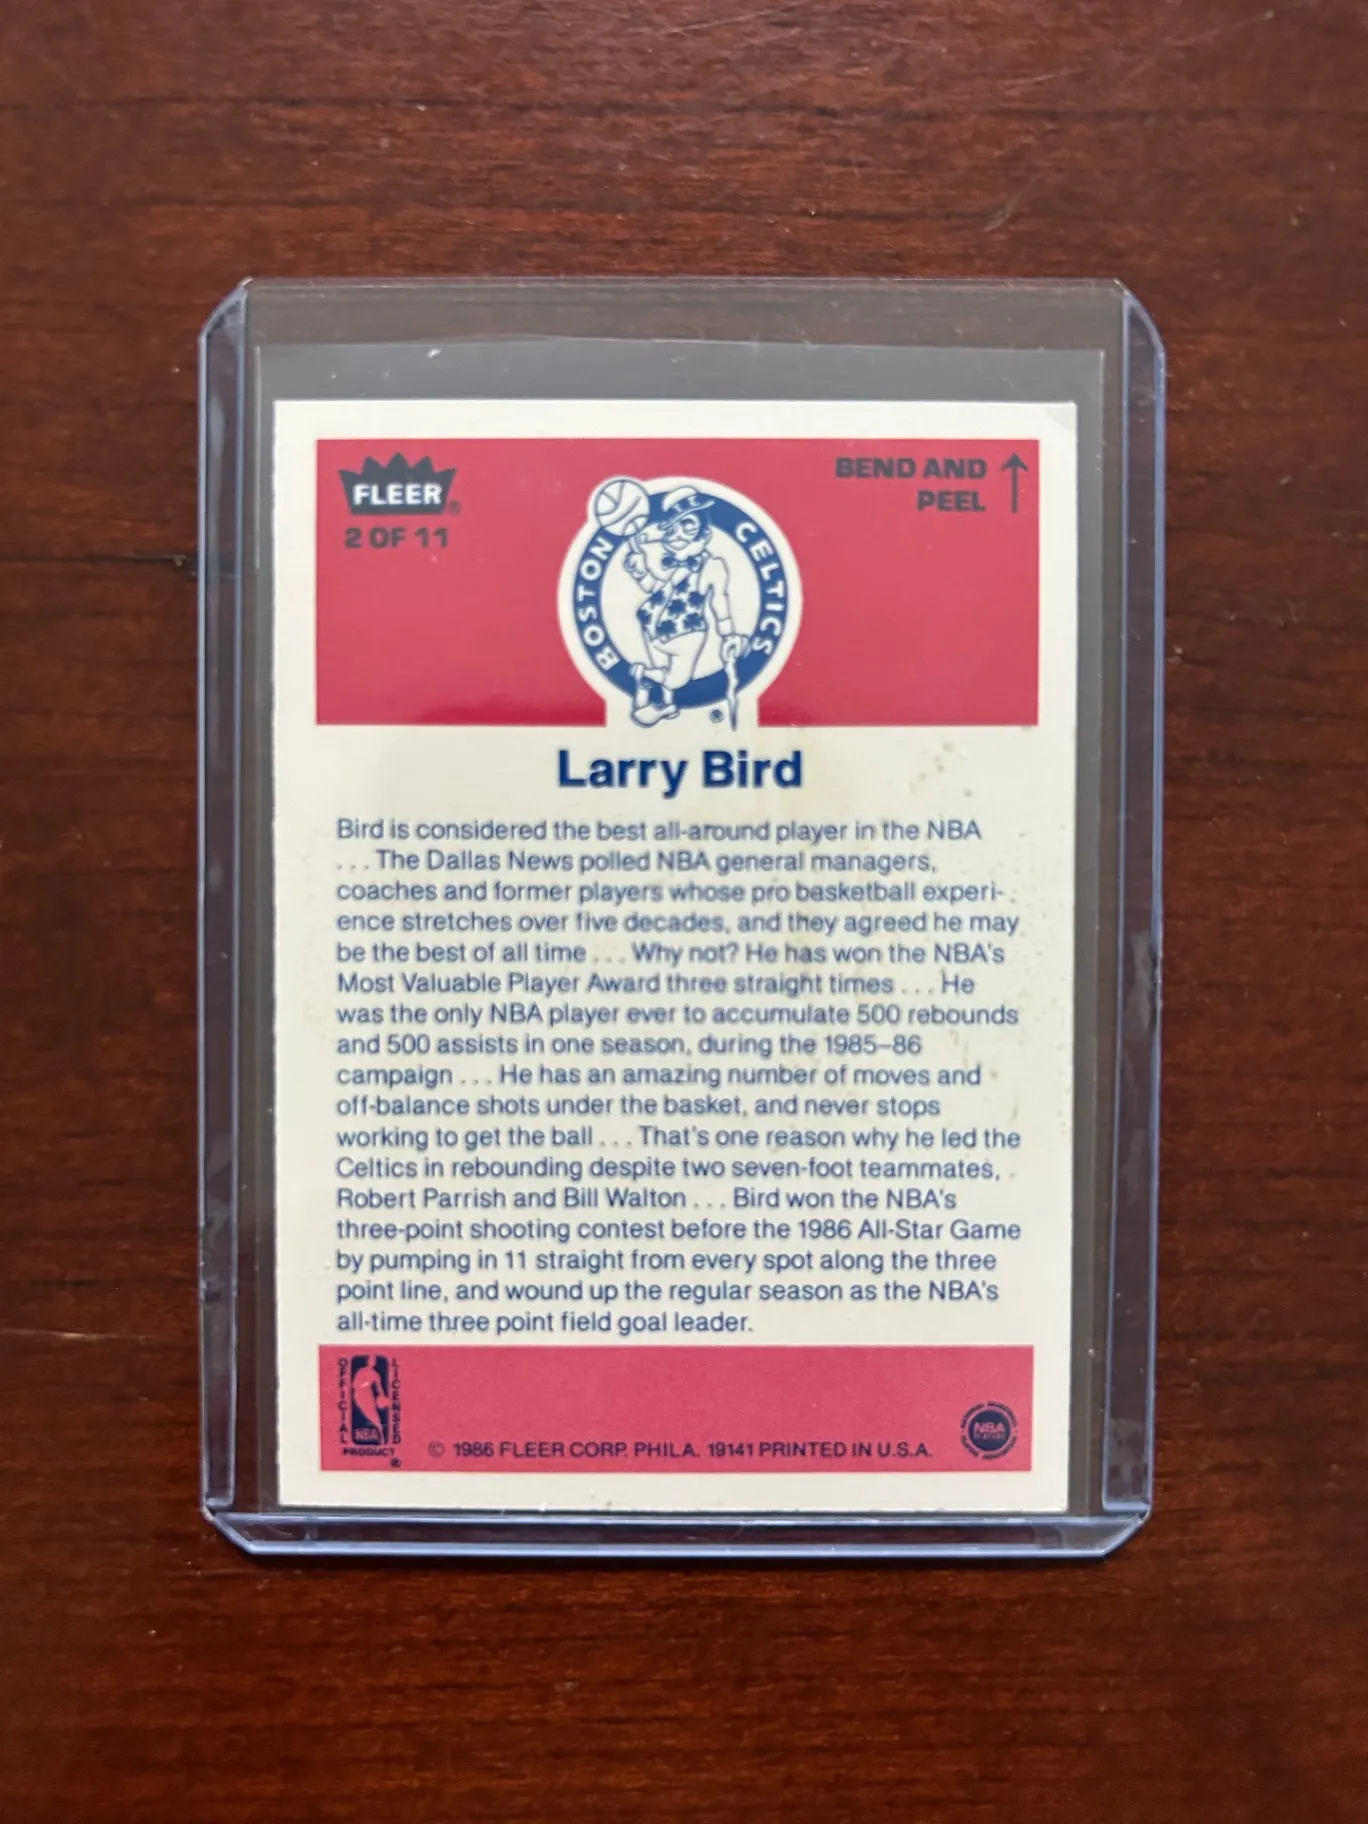 FLEER®
2 OF 11
BEND AND
PEEL
BOSTON CELTICS
®
Larry Bird
Bird is considered the best all-around player in the NBA
. . . The Dallas News polled NBA general managers,
coaches and former players whose pro basketball experi-
ence stretches over five decades, and they agreed he may
be the best of all time . . . Why not? He has won the NBA's
Most Valuable Player Award three straight times . . . He
was the only NBA player ever to accumulate 500 rebounds
and 500 assists in one season, during the 1985–86
campaign . . . He has an amazing number of moves and
off-balance shots under the basket, and never stops
working to get the ball . . . That's one reason why he led the
Celtics in rebounding despite two seven-foot teammates,
Robert Parrish and Bill Walton . . . Bird won the NBA's
three-point shooting contest before the 1986 All-Star Game
by pumping in 11 straight from every spot along the three
point line, and wound up the regular season as the NBA's
all-time three point field goal leader.
OFFICIAL LICENSED
NBA
PRODUCT
®
© 1986 FLEER CORP. PHILA. 19141 PRINTED IN U.S.A.
NBA
PLAYERS